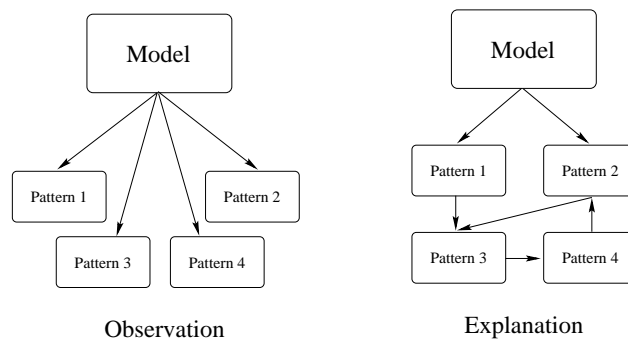 Model
Pattern 1
Pattern 2
Pattern 3
Pattern 4
Observation
Model
Pattern 1
Pattern 2
Pattern 3
Pattern 4
Explanation